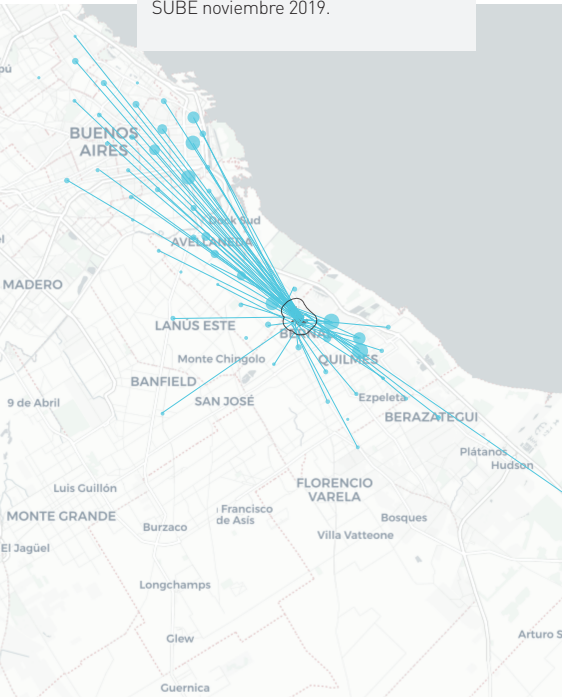 SUBE noviembre 2019.
BUENOS
AIRES
Dock Sud
AVELLANEDA
MADERO
LANUS ESTE
BERNAL
Monte Chingolo
QUILMES
BANFIELD
9 de Abril
SAN JOSÉ
Ezpeleta
BERAZATEGUI
Plátanos
Hudson
FLORENCIO
VARELA
Luis Guillón
MONTE GRANDE
Francisco
de Asís
Bosques
Burzaco
Villa Vatteone
El Jagüel
Longchamps
Glew
Arturo S
Guernica